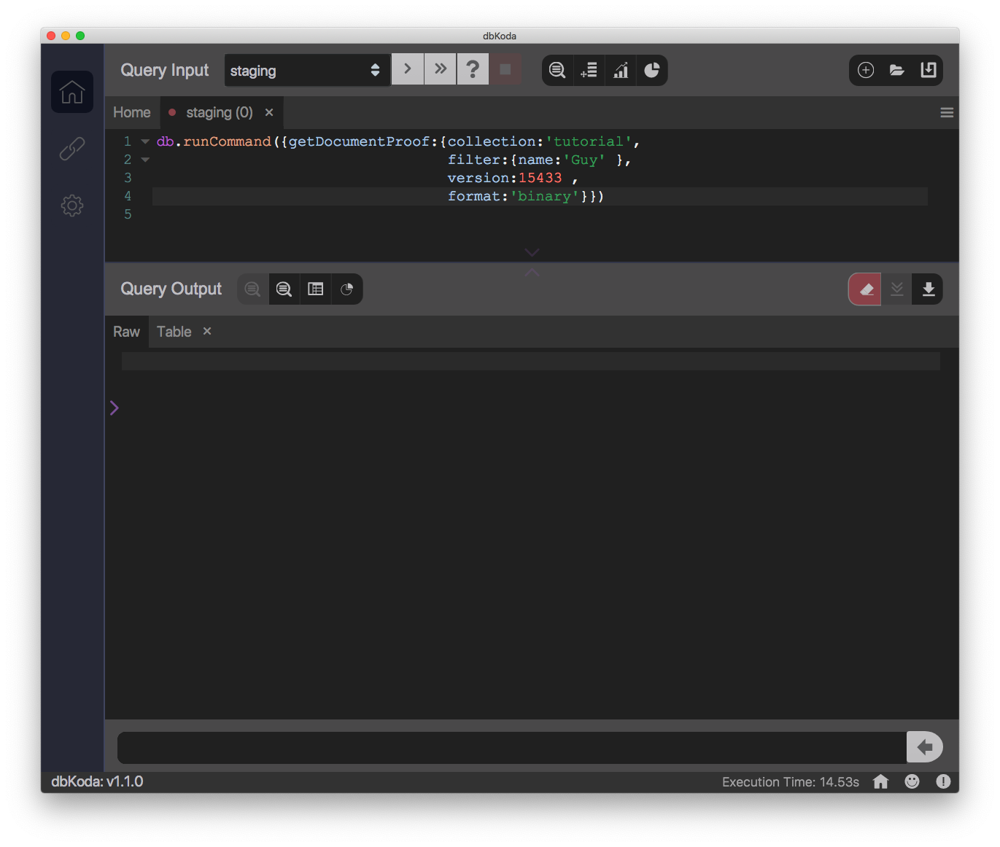 dbKoda
Query Input staging
Home staging (0) ×
1 db.runCommand({getDocumentProof:{collection:'tutorial',
2 filter:{name:'Guy' },
3 version:15433 ,
4 format:'binary'}})
5
Query Output
Raw Table ×
dbKoda: v1.1.0 Execution Time: 14.53s